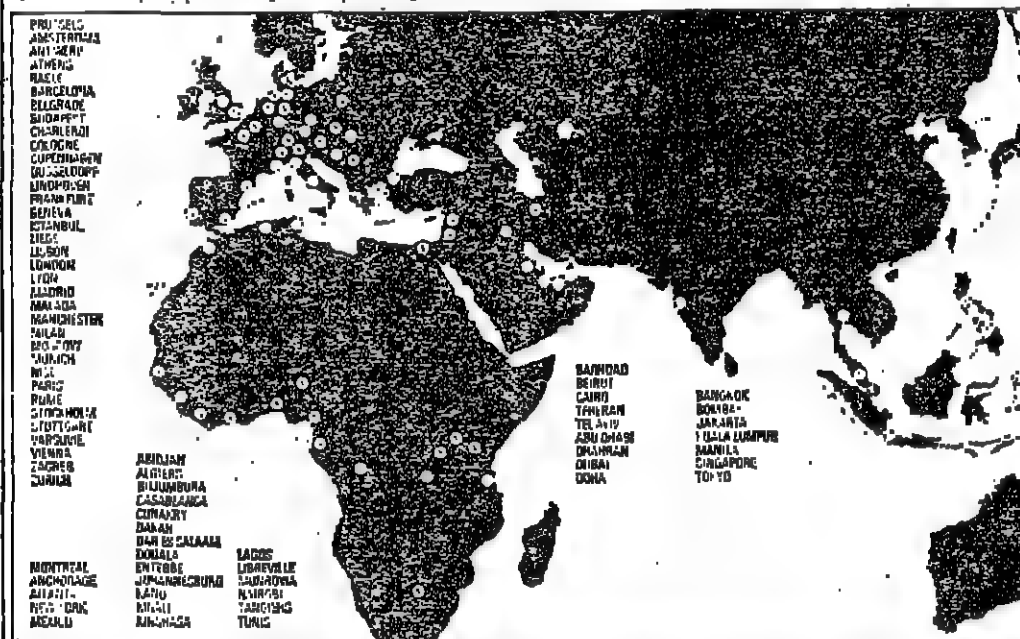 BRUSSELS
AMSTERDAM
ANTWERP
ATHENS
BASLE
BARCELONA
BELGRADE
BUDAPEST
CHARLEROI
COLOGNE
COPENHAGEN
DUSSELDORF
EINDHOVEN
FRANKFURT
GENEVA
ISTANBUL
LIEGE
LISBON
LONDON
LYON
MADRID
MALAGA
MANCHESTER
MILAN
MOSCOW
MUNICH
NICE
PARIS
ROME
STOCKHOLM
STUTTGART
VARSOVIE
VIENNA
ZAGREB
ZURICH
MONTREAL
ANCHORAGE
ATLANTA
NEW YORK
MEXICO
ABIDJAN
ALGIERS
BUJUMBURA
CASABLANCA
CONAKRY
DAKAR
DAR ES SALAAM
DOUALA
ENTEBBE
JOHANNESBURG
KANO
KIGALI
KINSHASA
LAGOS
LIBREVILLE
MONROVIA
NAIROBI
TANGIERS
TUNIS
BAGHDAD
BEIRUT
CAIRO
TEHERAN
TEL AVIV
ABU DHABI
DHAHRAN
DUBAI
DOHA
BANGKOK
BOMBAY
JAKARTA
KUALA LUMPUR
MANILA
SINGAPORE
TOKYO